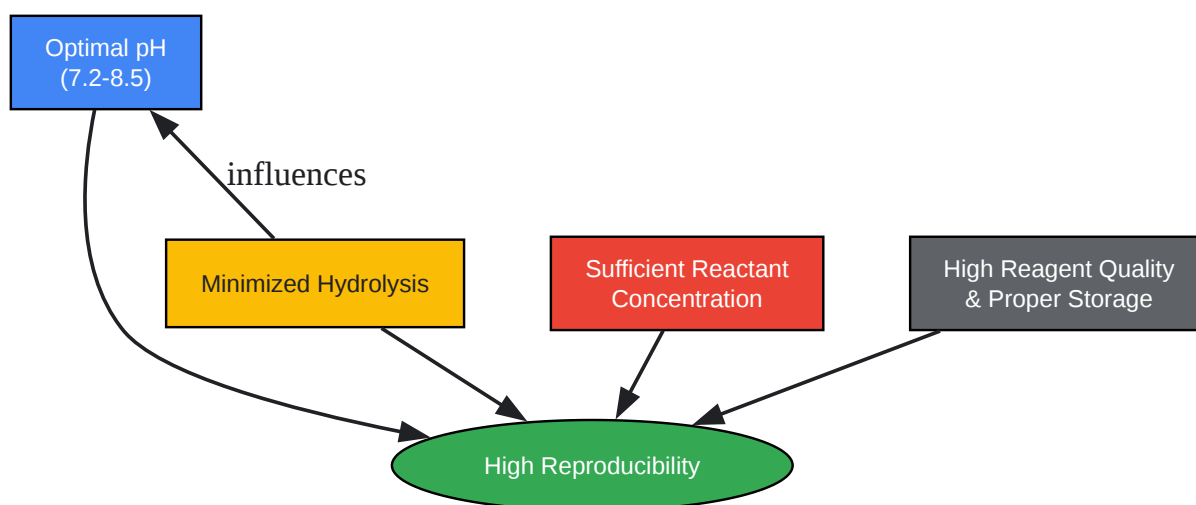 Optimal pH
(7.2-8.5)
influences
Minimized Hydrolysis
Sufficient Reactant
Concentration
High Reagent Quality
& Proper Storage
High Reproducibility